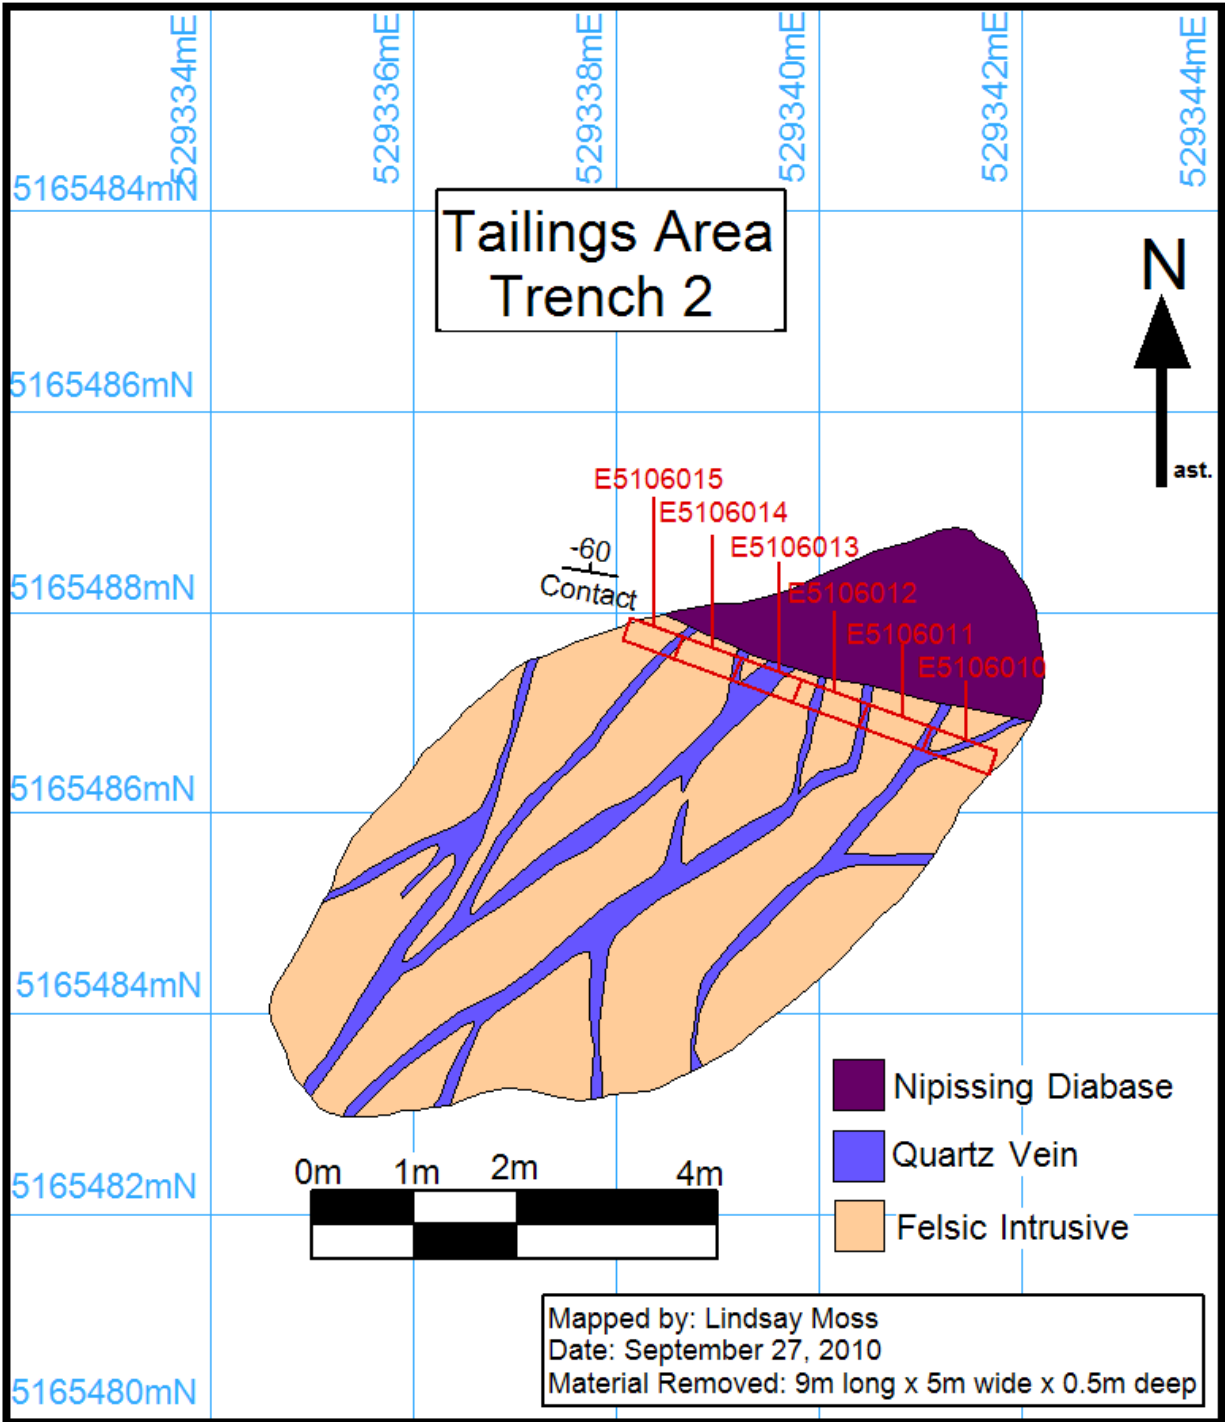 529334mE
529336mE
529338mE
529340mE
529342mE
529344mE
5165484mN
Tailings Area
Trench 2
N
ast.
5165486mN
E5106015
E5106014
E5106013
E5106012
E5106011
E5106010
-60
Contact
5165488mN
5165486mN
5165484mN
Nipissing Diabase
Quartz Vein
Felsic Intrusive
0m 1m 2m 4m
5165482mN
Mapped by: Lindsay Moss
Date: September 27, 2010
Material Removed: 9m long x 5m wide x 0.5m deep
5165480mN